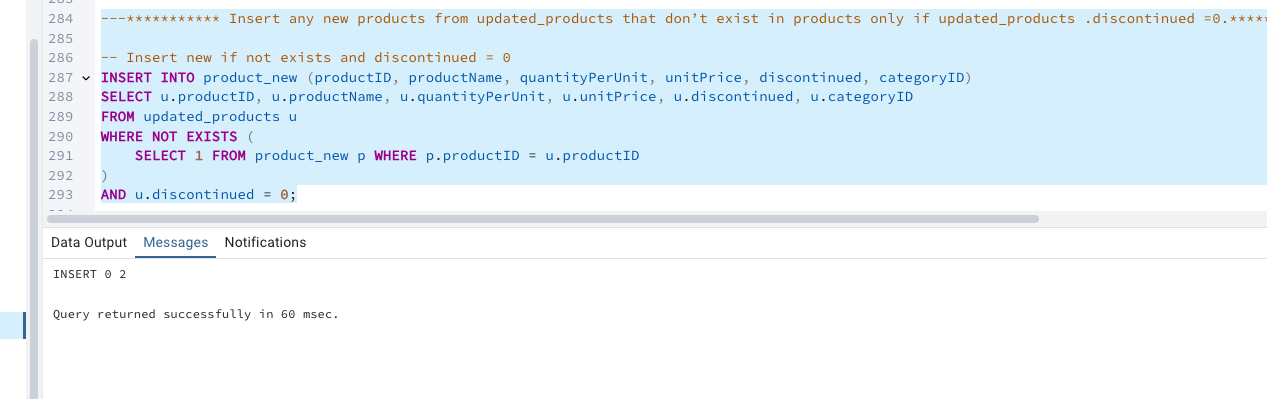 284 ---*********** Insert any new products from updated_products that don’t exist in products only if updated_products .discontinued =0.****
285
286 -- Insert new if not exists and discontinued = 0
287 INSERT INTO product_new (productID, productName, quantityPerUnit, unitPrice, discontinued, categoryID)
288 SELECT u.productID, u.productName, u.quantityPerUnit, u.unitPrice, u.discontinued, u.categoryID
289 FROM updated_products u
290 WHERE NOT EXISTS (
291 SELECT 1 FROM product_new p WHERE p.productID = u.productID
292 )
293 AND u.discontinued = 0;
Data Output Messages Notifications
INSERT 0 2
Query returned successfully in 60 msec.